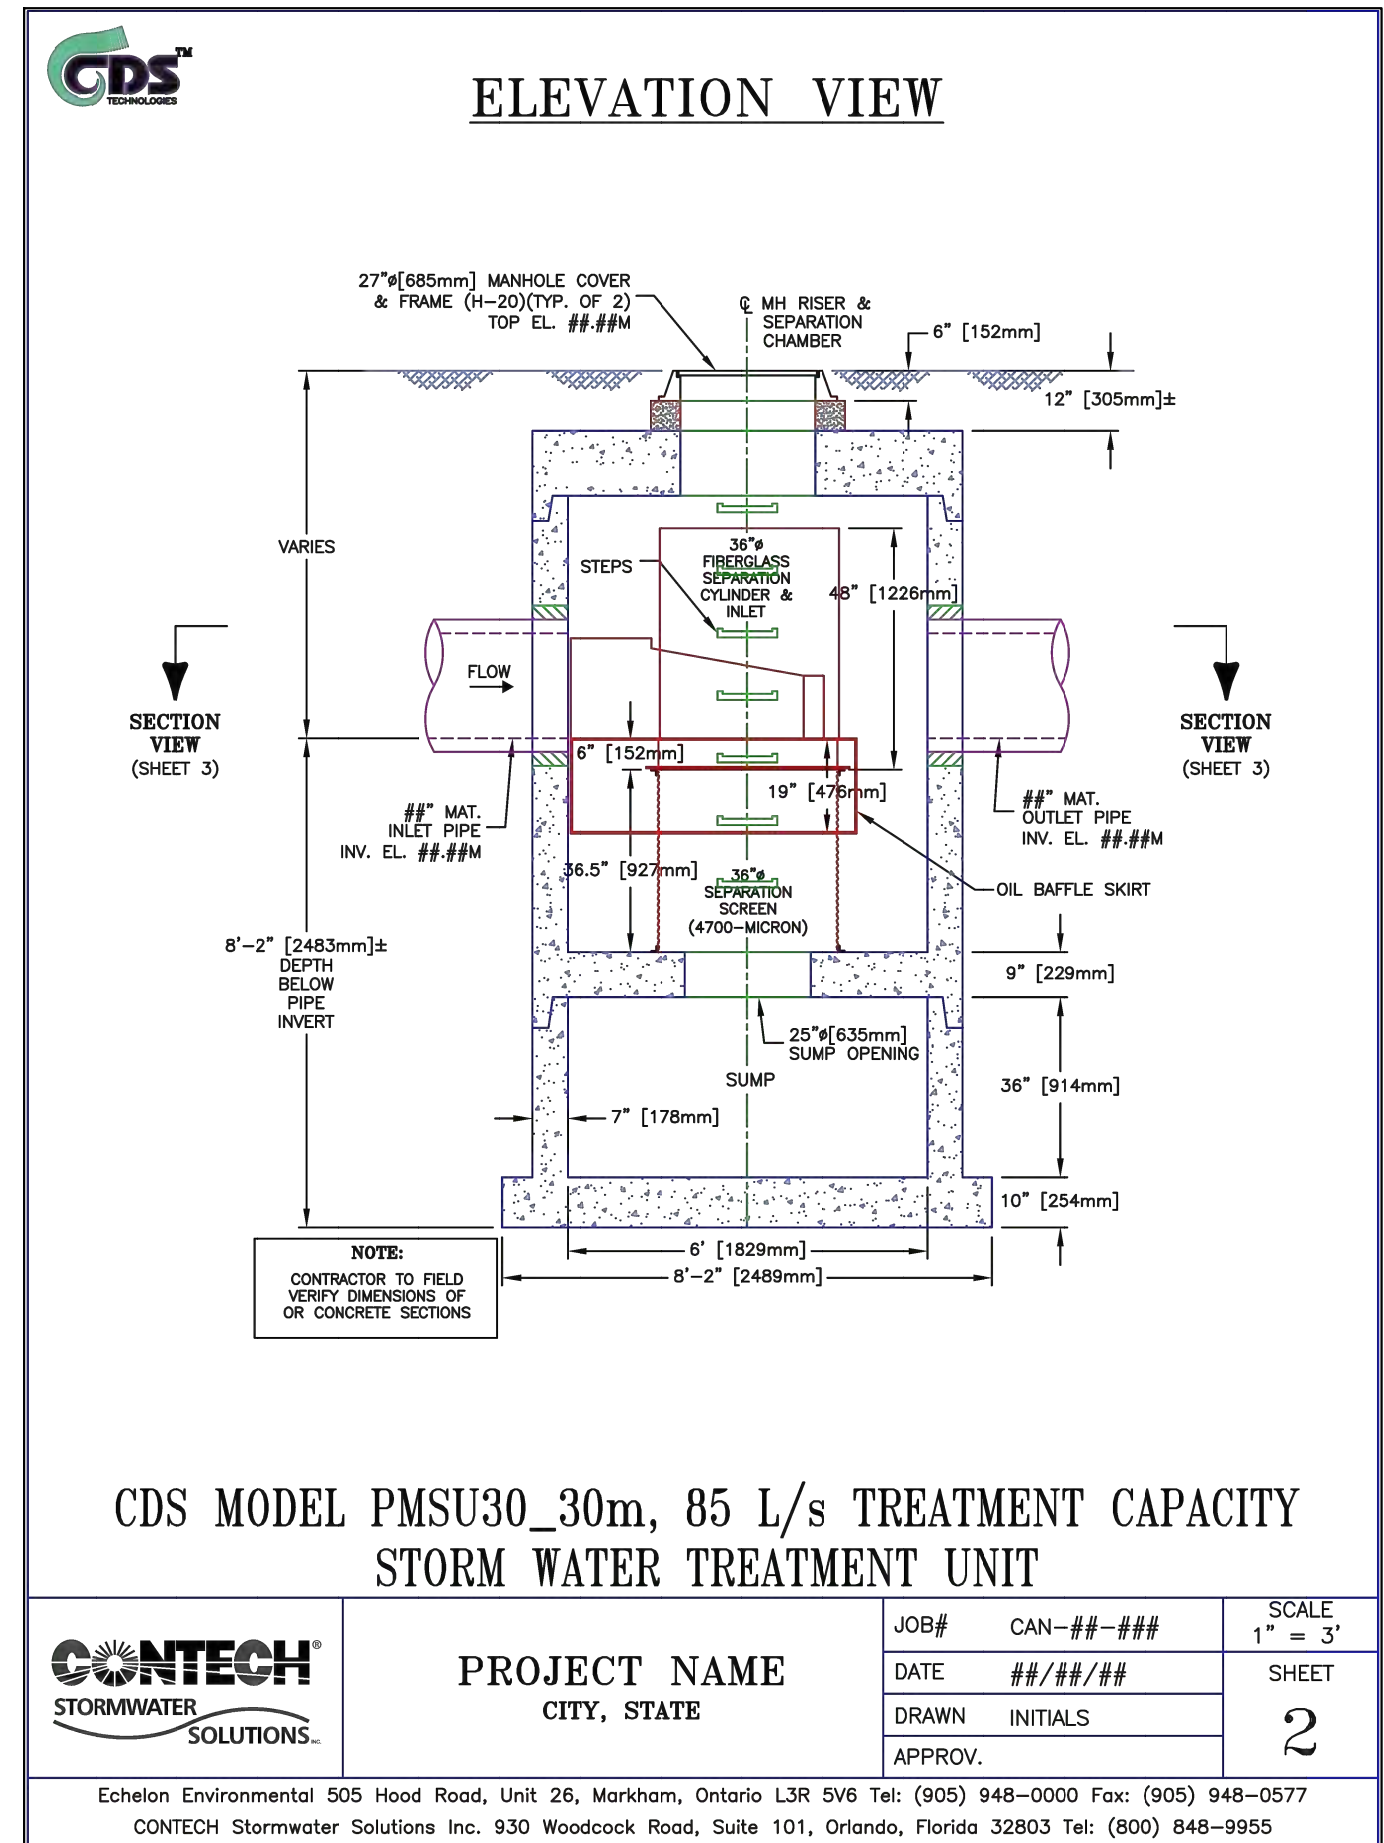 CDS™
TECHNOLOGIES
ELEVATION VIEW
27"ø[685mm] MANHOLE COVER
& FRAME (H-20)(TYP. OF 2)
TOP EL. ##.##M
℄ MH RISER &
SEPARATION
CHAMBER
6" [152mm]
12" [305mm]±
VARIES
STEPS
36"ø
FIBERGLASS
SEPARATION
CYLINDER &
INLET
48" [1226mm]
FLOW
SECTION
VIEW
(SHEET 3)
SECTION
VIEW
(SHEET 3)
6" [152mm]
19" [476mm]
##" MAT.
INLET PIPE
INV. EL. ##.##M
##" MAT.
OUTLET PIPE
INV. EL. ##.##M
36.5" [927mm]
36"ø
SEPARATION
SCREEN
(4700-MICRON)
OIL BAFFLE SKIRT
8'-2" [2483mm]±
DEPTH
BELOW
PIPE
INVERT
9" [229mm]
25"ø[635mm]
SUMP OPENING
SUMP
36" [914mm]
7" [178mm]
10" [254mm]
6' [1829mm]
8'-2" [2489mm]
NOTE:
CONTRACTOR TO FIELD
VERIFY DIMENSIONS OF
OR CONCRETE SECTIONS
CDS MODEL PMSU30_30m, 85 L/s TREATMENT CAPACITY
STORM WATER TREATMENT UNIT
CONTECH®
STORMWATER
SOLUTIONS INC.
PROJECT NAME
CITY, STATE
JOB# CAN-##-###
DATE ##/##/##
DRAWN INITIALS
APPROV.
SCALE
1" = 3'
SHEET
2
Echelon Environmental 505 Hood Road, Unit 26, Markham, Ontario L3R 5V6 Tel: (905) 948-0000 Fax: (905) 948-0577
CONTECH Stormwater Solutions Inc. 930 Woodcock Road, Suite 101, Orlando, Florida 32803 Tel: (800) 848-9955